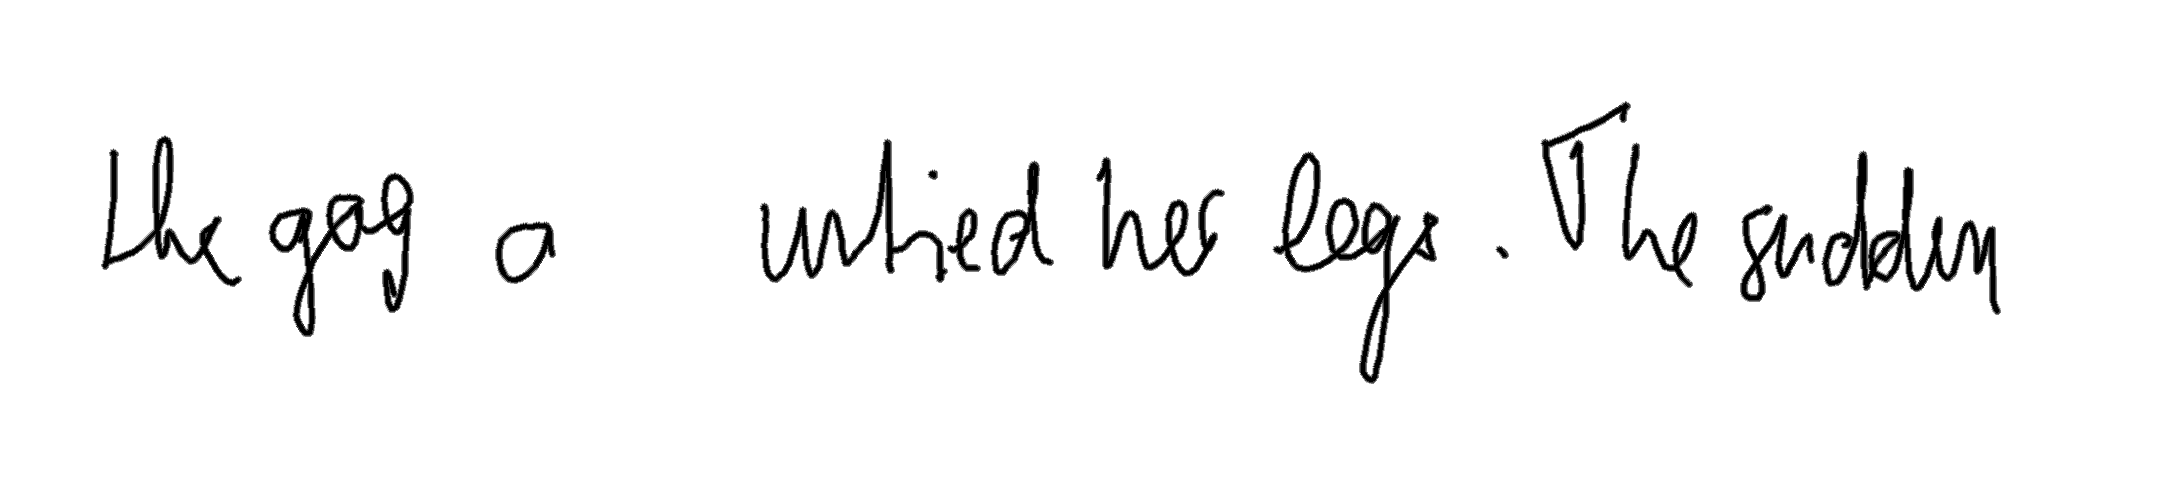 the gag a untied her legs. The sudden